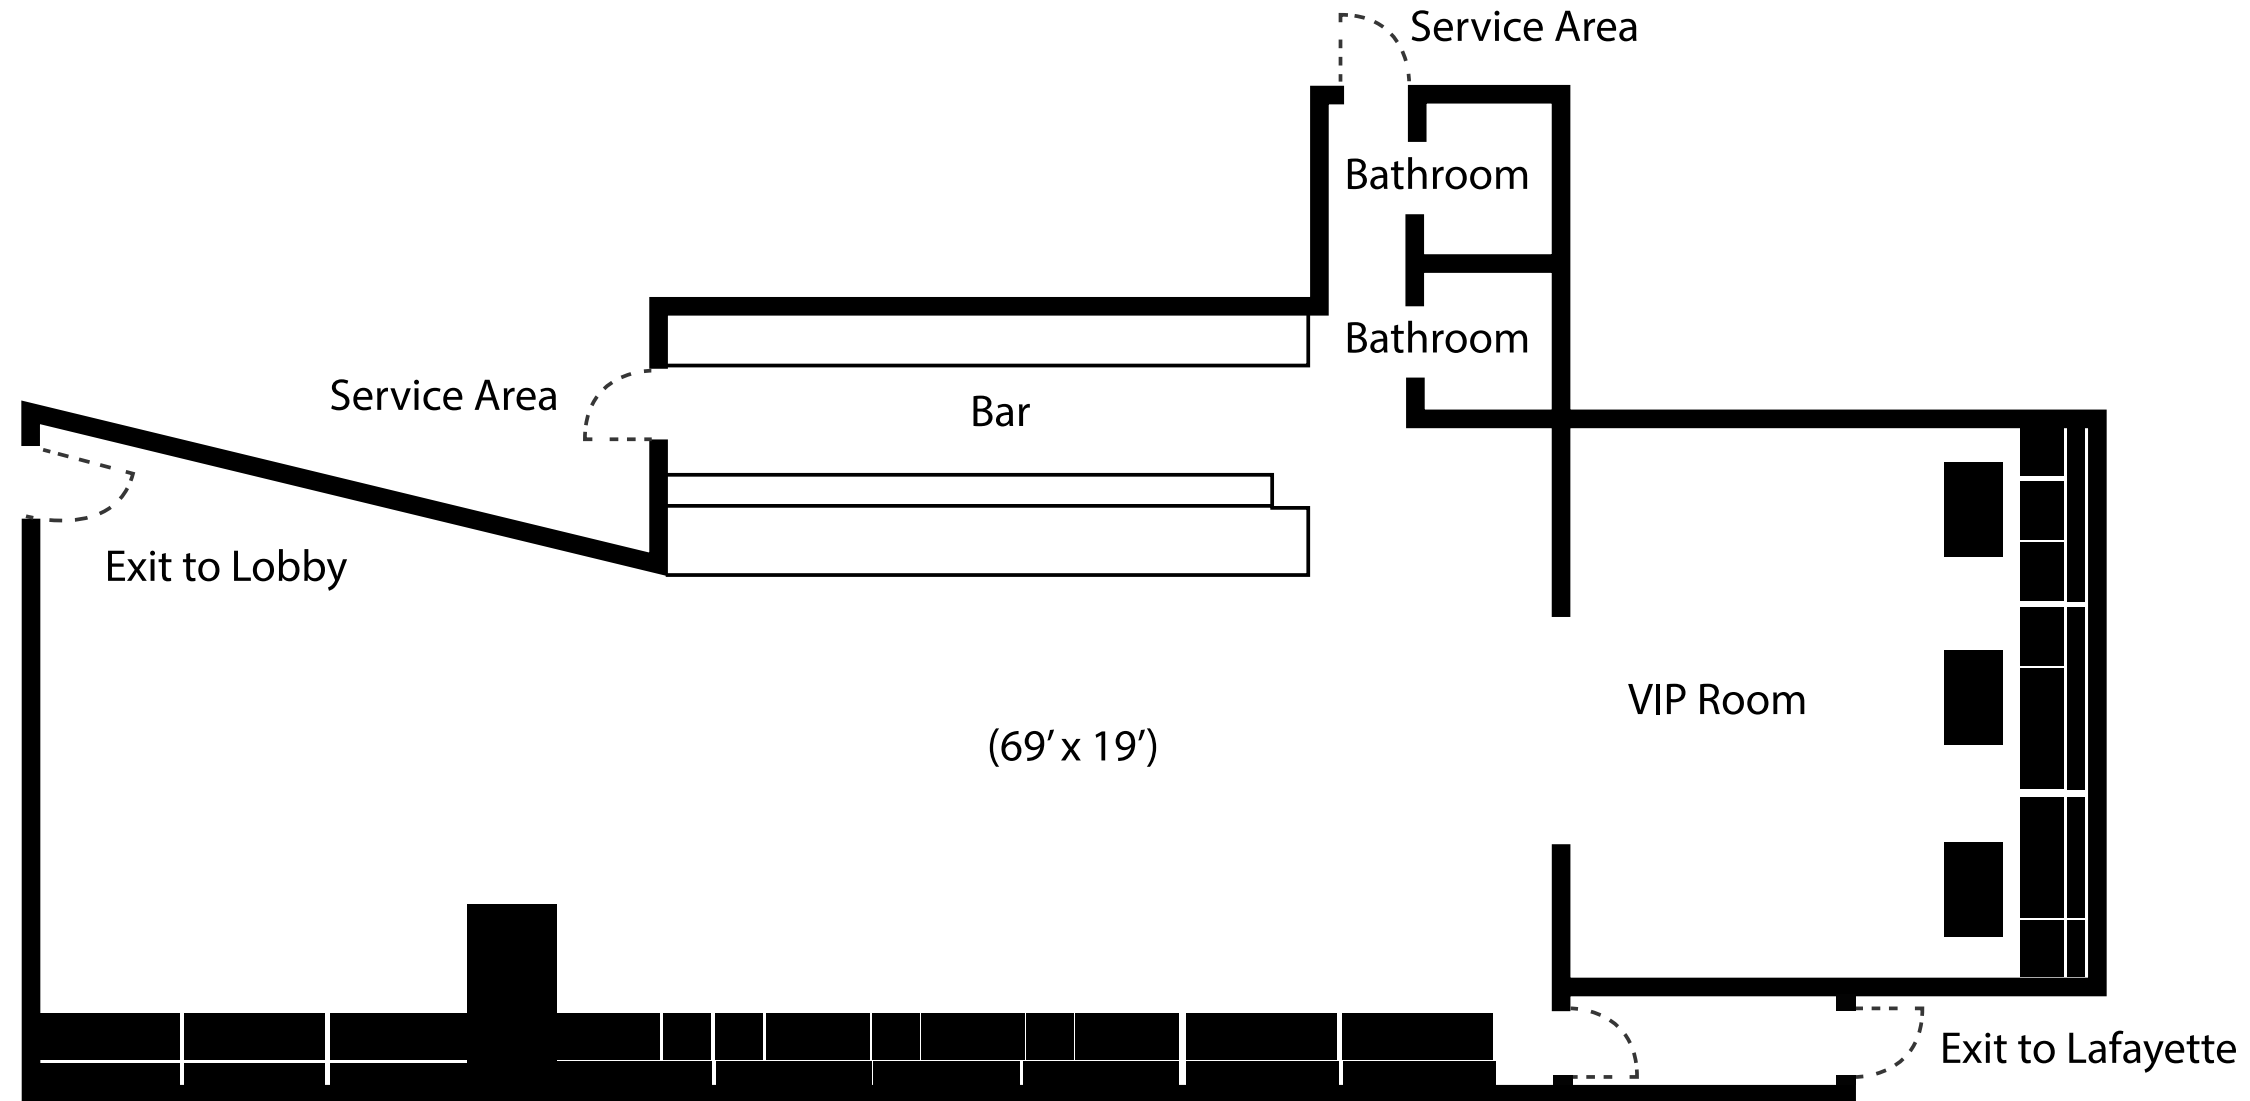 Service Area
Bathroom
Bathroom
Service Area
Bar
Exit to Lobby
VIP Room
(69’ x 19’)
Exit to Lafayette